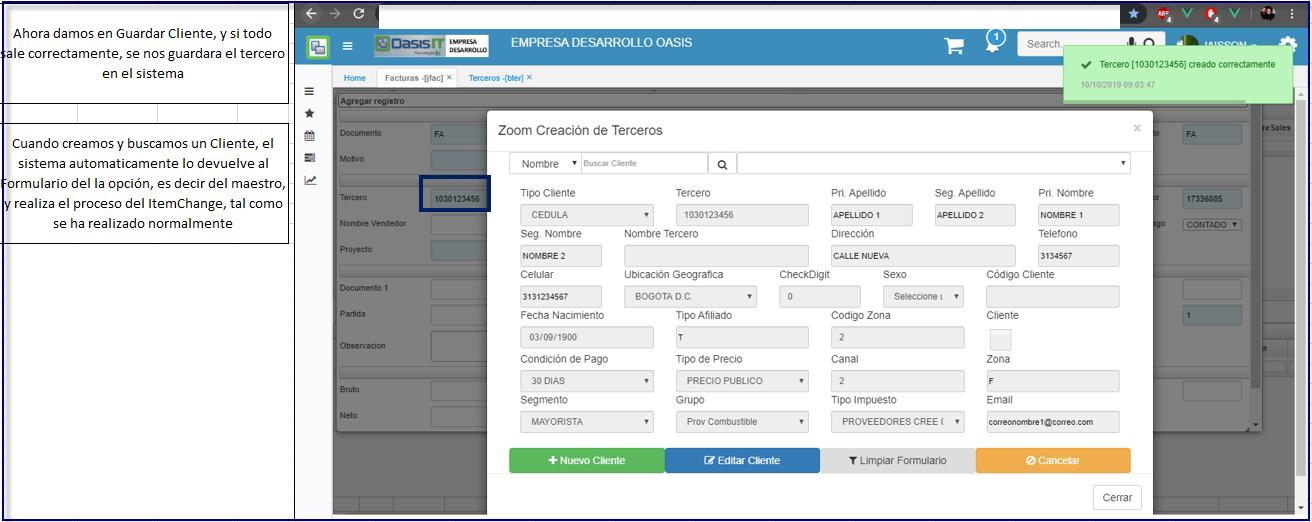 Ahora damos en Guardar Cliente, y si todo
sale correctamente, se nos guardara el tercero
en el sistema
Cuando creamos y buscamos un Cliente, el
sistema automaticamente lo devuelve al
Formulario del la opción, es decir del maestro,
y realiza el proceso del ItemChange, tal como
se ha realizado normalmente
OasisIT
EMPRESA
DESARROLLO
EMPRESA DESARROLLO OASIS
1
Search...
JAISSON
Tercero [1030123456] creado correctamente
10/10/2019 09:03:47
Home
Facturas -[jfac] ×
Terceros -[bter] ×
Agregar registro
Documento
FA
FA
Motivo
Tercero
1030123456
17336885
Nombre Vendedor
CONTADO
Proyecto
Documento 1
Partida
1
Observacion
Bruto
Neto
Zoom Creación de Terceros
×
Nombre
Buscar Cliente
Tipo Cliente
Tercero
Pri. Apellido
Seg. Apellido
Pri. Nombre
CEDULA
1030123456
APELLIDO 1
APELLIDO 2
NOMBRE 1
Seg. Nombre
Nombre Tercero
Dirección
Telefono
NOMBRE 2
CALLE NUEVA
3134567
Celular
Ubicación Geografica
CheckDigit
Sexo
Código Cliente
3131234567
BOGOTA D.C.
0
Seleccione
Fecha Nacimiento
Tipo Afiliado
Codigo Zona
Cliente
03/09/1900
T
2
Condición de Pago
Tipo de Precio
Canal
Zona
30 DIAS
PRECIO PUBLICO
2
F
Segmento
Grupo
Tipo Impuesto
Email
MAYORISTA
Prov Combustible
PROVEEDORES CREE
correonombre1@correo.com
Nuevo Cliente
Editar Cliente
Limpiar Formulario
Cancelar
Cerrar